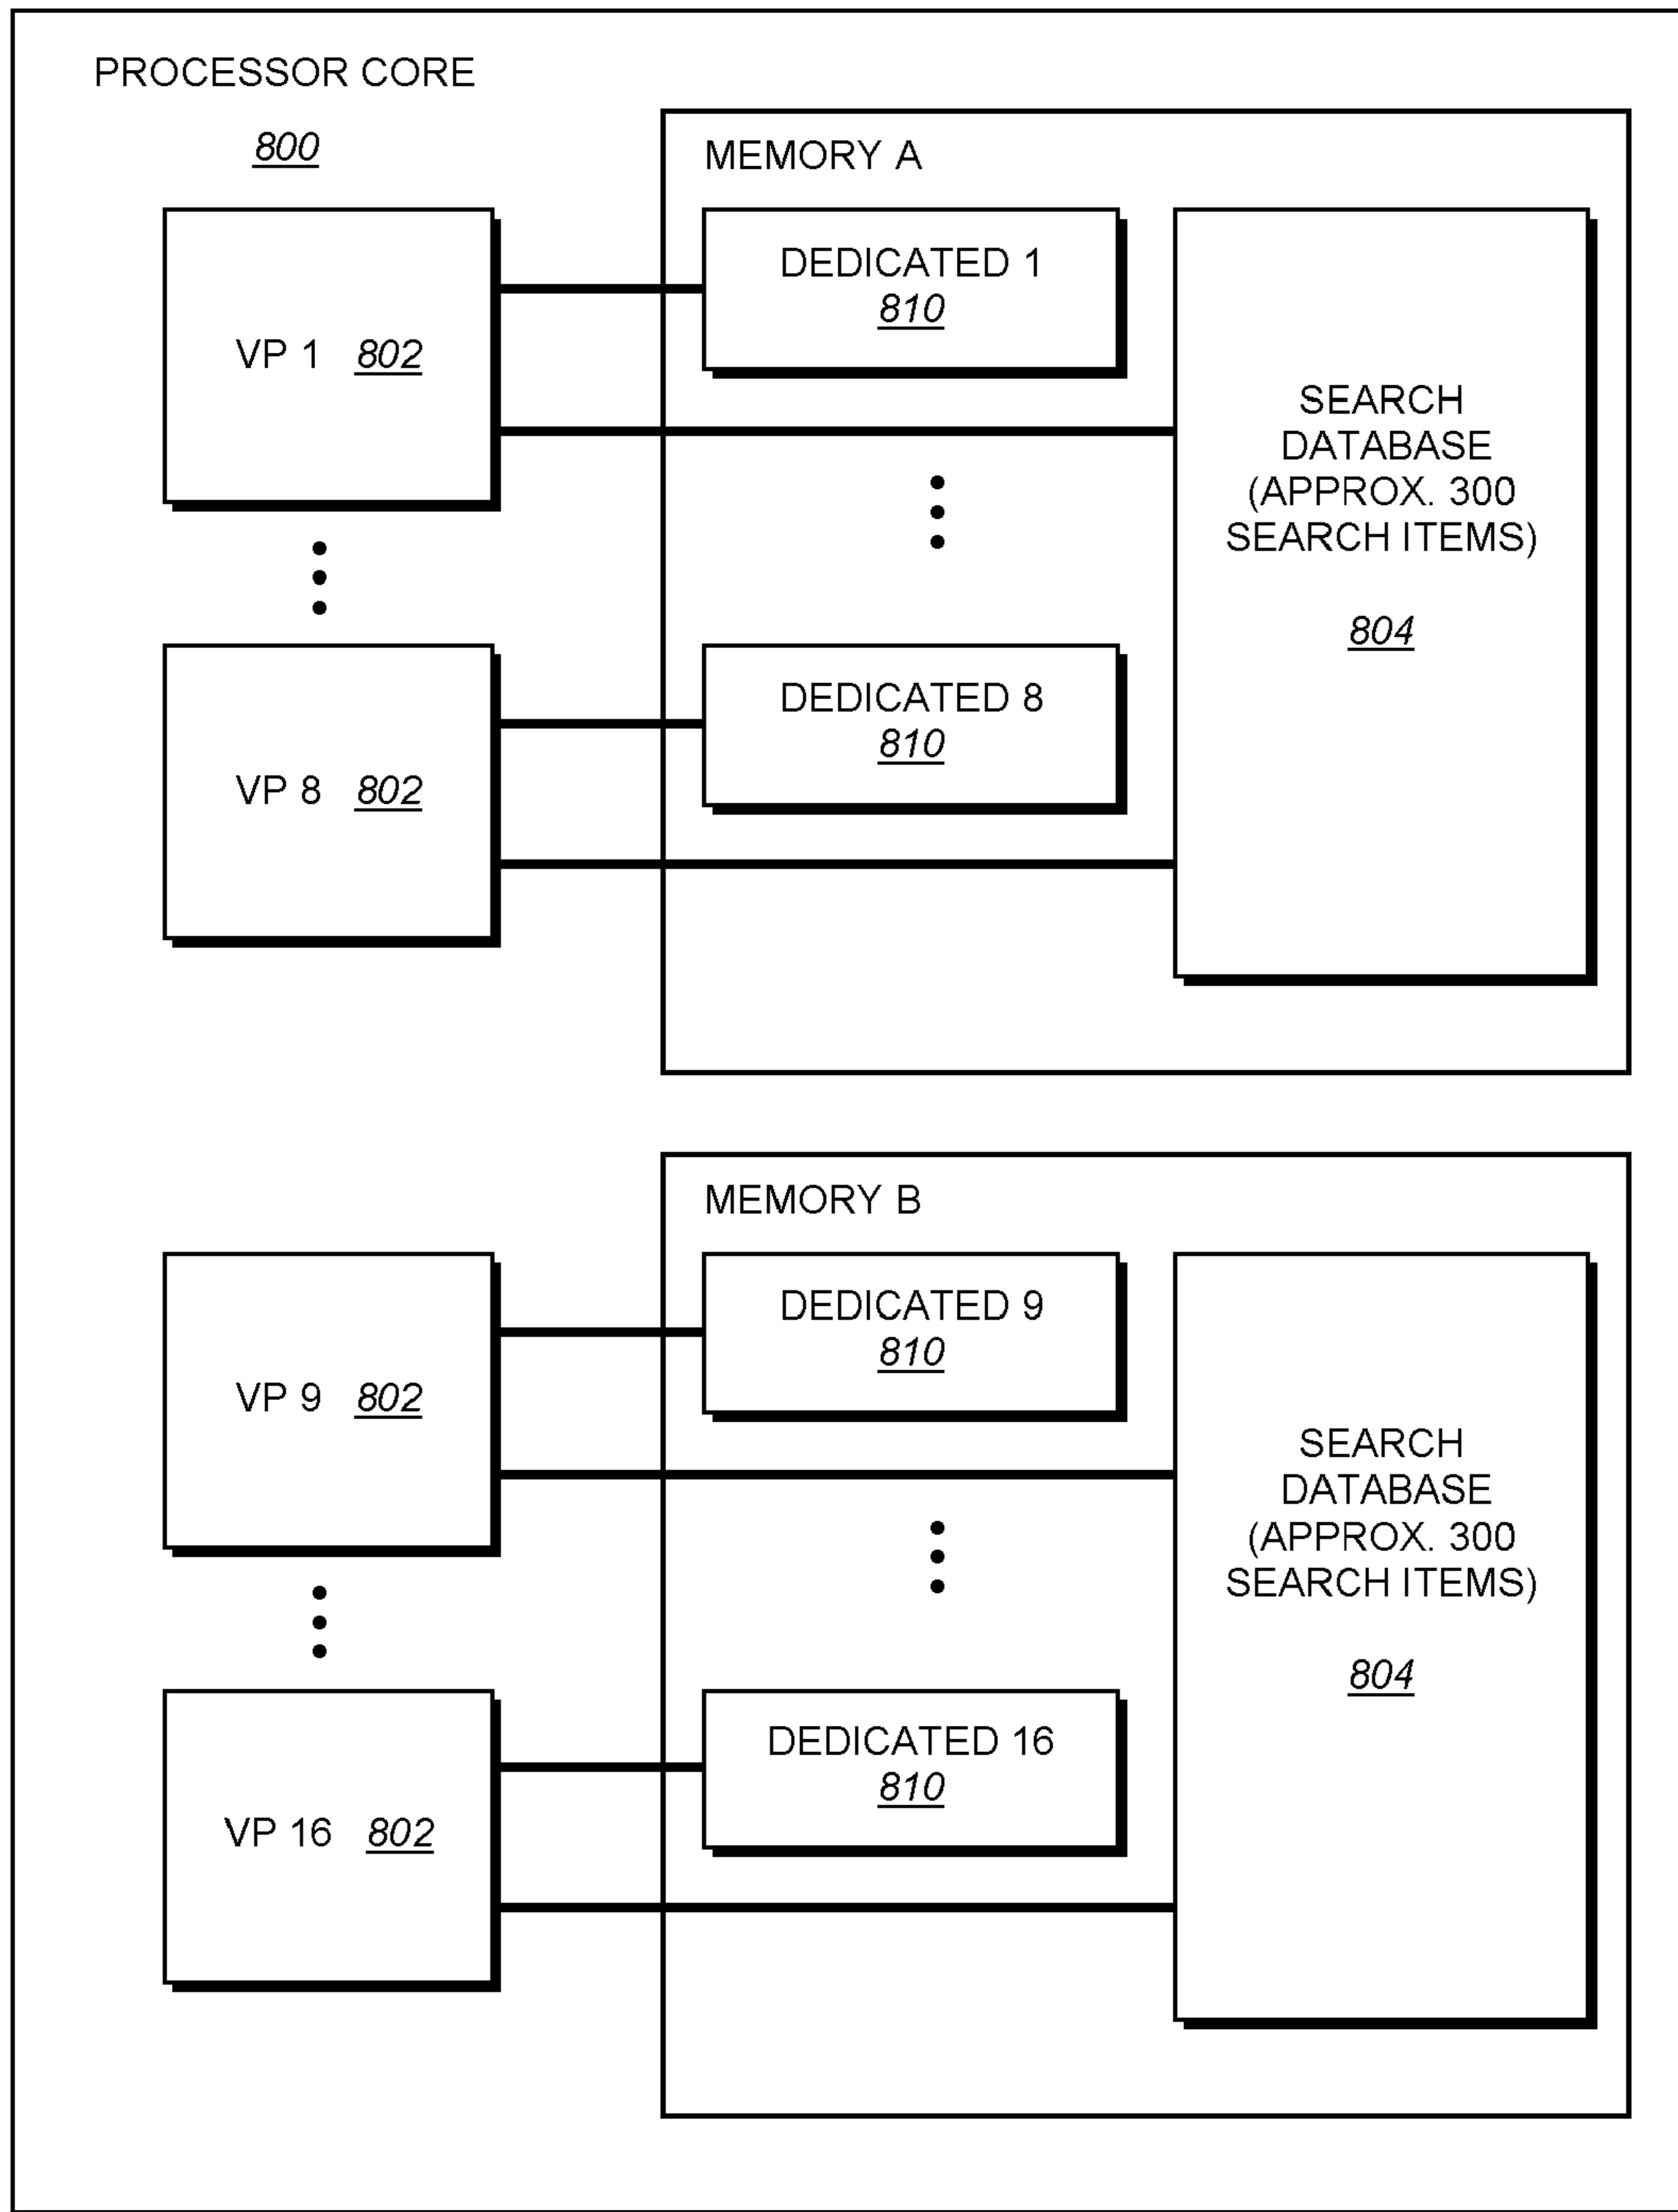 PROCESSOR CORE
800
MEMORY A
DEDICATED 1
810
VP 1 802
SEARCH
DATABASE
(APPROX. 300
SEARCH ITEMS)
804
DEDICATED 8
810
VP 8 802
MEMORY B
DEDICATED 9
810
VP 9 802
SEARCH
DATABASE
(APPROX. 300
SEARCH ITEMS)
804
DEDICATED 16
810
VP 16 802